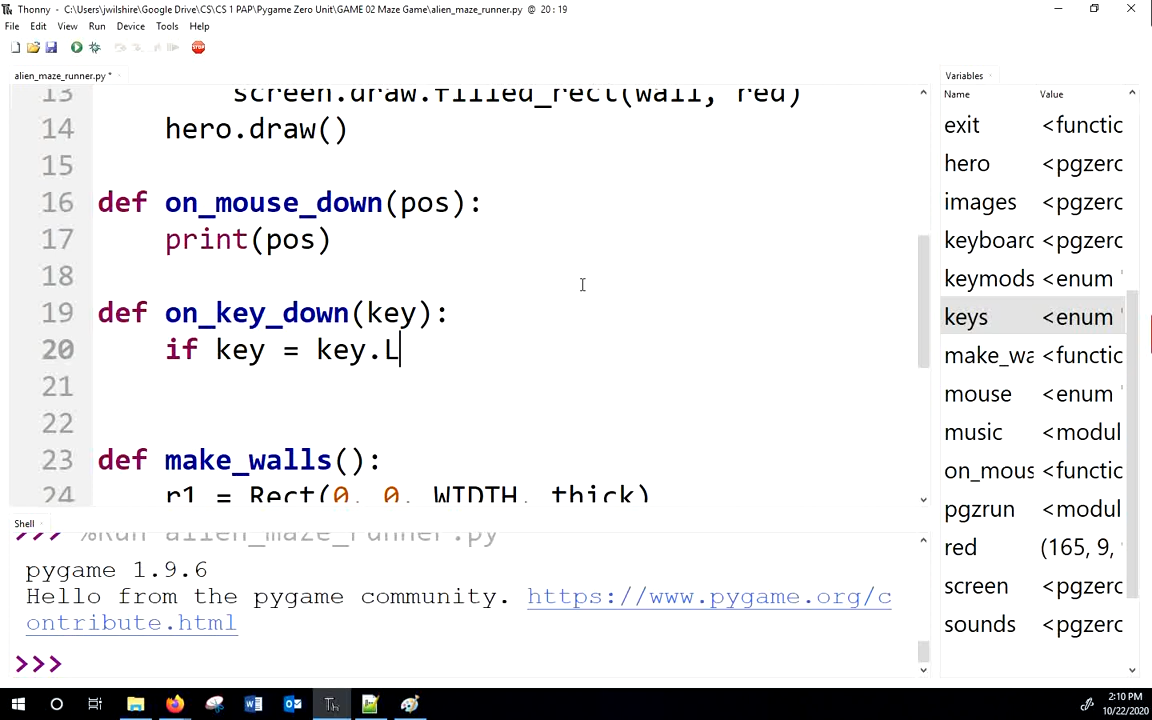 Thonny - C:\Users\jwilshire\Google Drive\CS\CS 1 PAP\Pygame Zero Unit\GAME 02 Maze Game\alien_maze_runner.py @ 20 : 19
File Edit View Run Device Tools Help
STOP
alien_maze_runner.py *
13 screen.draw.filled_rect(wall, red)
14 hero.draw()
15
16 def on_mouse_down(pos):
17 print(pos)
18
19 def on_key_down(key):
20 if key = key.L
21
22
23 def make_walls():
24 r1 = Rect(0, 0, WIDTH, thick)
Shell
>>> %Run alien_maze_runner.py
pygame 1.9.6
Hello from the pygame community. https://www.pygame.org/c
ontribute.html
>>>
Variables
Name Value
exit <functic
hero <pgzerc
images <pgzerc
keyboarc <pgzerc
keymods <enum '
keys <enum '
make_wa <functic
mouse <enum '
music <modul
on_mous <functic
pgzrun <modul
red (165, 9,
screen <pgzerc
sounds <pgzerc
2:10 PM
10/22/2020